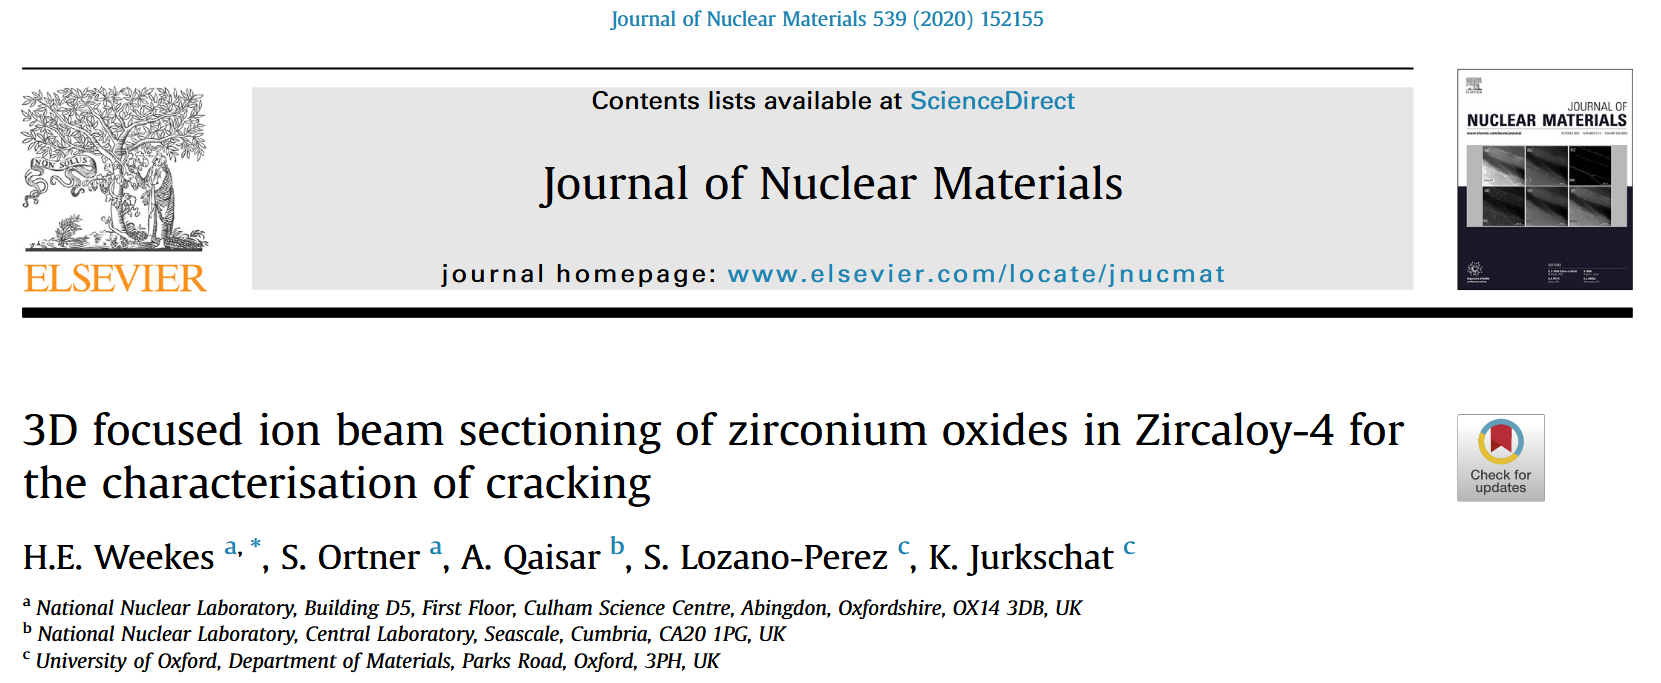 Journal of Nuclear Materials 539 (2020) 152155
Contents lists available at ScienceDirect
Journal of Nuclear Materials
journal homepage: www.elsevier.com/locate/jnucmat
NON SOLUS
ELSEVIER
JOURNAL OF
NUCLEAR MATERIALS
3D focused ion beam sectioning of zirconium oxides in Zircaloy-4 for
the characterisation of cracking
Check for
updates
H.E. Weekes a, *, S. Ortner a, A. Qaisar b, S. Lozano-Perez c, K. Jurkschat c
a National Nuclear Laboratory, Building D5, First Floor, Culham Science Centre, Abingdon, Oxfordshire, OX14 3DB, UK
b National Nuclear Laboratory, Central Laboratory, Seascale, Cumbria, CA20 1PG, UK
c University of Oxford, Department of Materials, Parks Road, Oxford, 3PH, UK